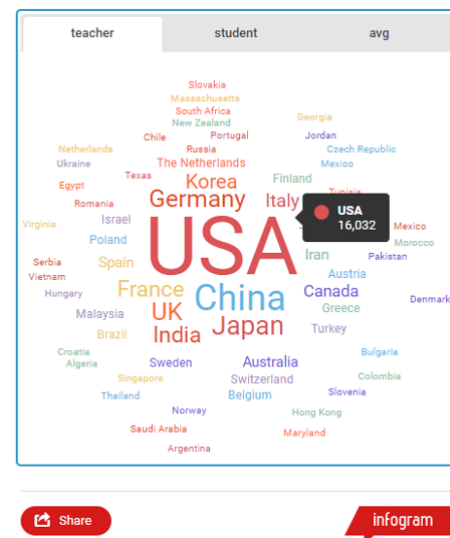 teacher student avg
Slovakia
Massachusetts
South Africa
Georgia
New Zealand
Chile Portugal Jordan
Netherlands Russia Czech Republic
Ukraine The Netherlands Mexico
Texas Korea Finland
Egypt
Germany Italy Tunisia
Romania
USA
16,032
Virginia Israel
Mexico
Poland USA Morocco
Serbia Spain Iran Pakistan
Vietnam Austria
Hungary France China Canada Denmark
Malaysia UK Greece
Brazil India Japan Turkey
Croatia Bulgaria
Algeria Sweden Australia
Singapore Switzerland Colombia
Thailand Belgium Slovenia
Norway Hong Kong
Saudi Arabia Maryland
Argentina
Share infogram